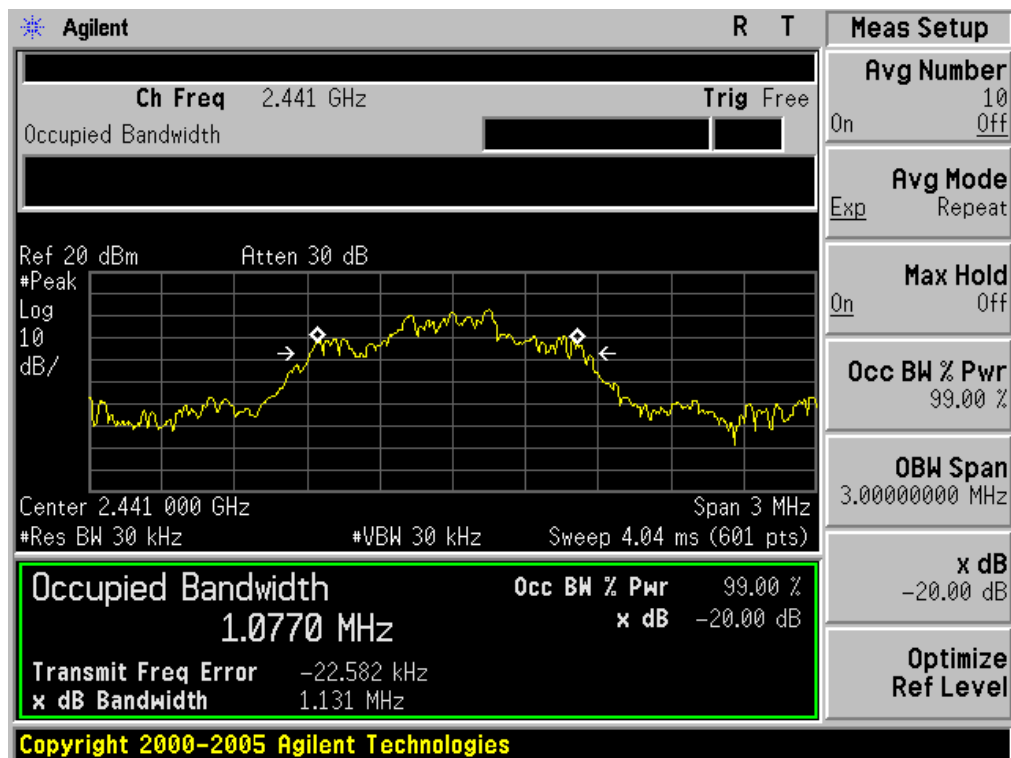 Agilent R T
Ch Freq 2.441 GHz Trig Free
Occupied Bandwidth
Ref 20 dBm Atten 30 dB
#Peak
Log
10
dB/
Center 2.441 000 GHz Span 3 MHz
#Res BW 30 kHz #VBW 30 kHz Sweep 4.04 ms (601 pts)
Occupied Bandwidth Occ BW % Pwr 99.00 %
1.0770 MHz x dB -20.00 dB
Transmit Freq Error -22.582 kHz
x dB Bandwidth 1.131 MHz
Copyright 2000-2005 Agilent Technologies
Meas Setup
Avg Number
10
On Off
Avg Mode
Exp Repeat
Max Hold
On Off
Occ BW % Pwr
99.00 %
OBW Span
3.00000000 MHz
x dB
-20.00 dB
Optimize
Ref Level